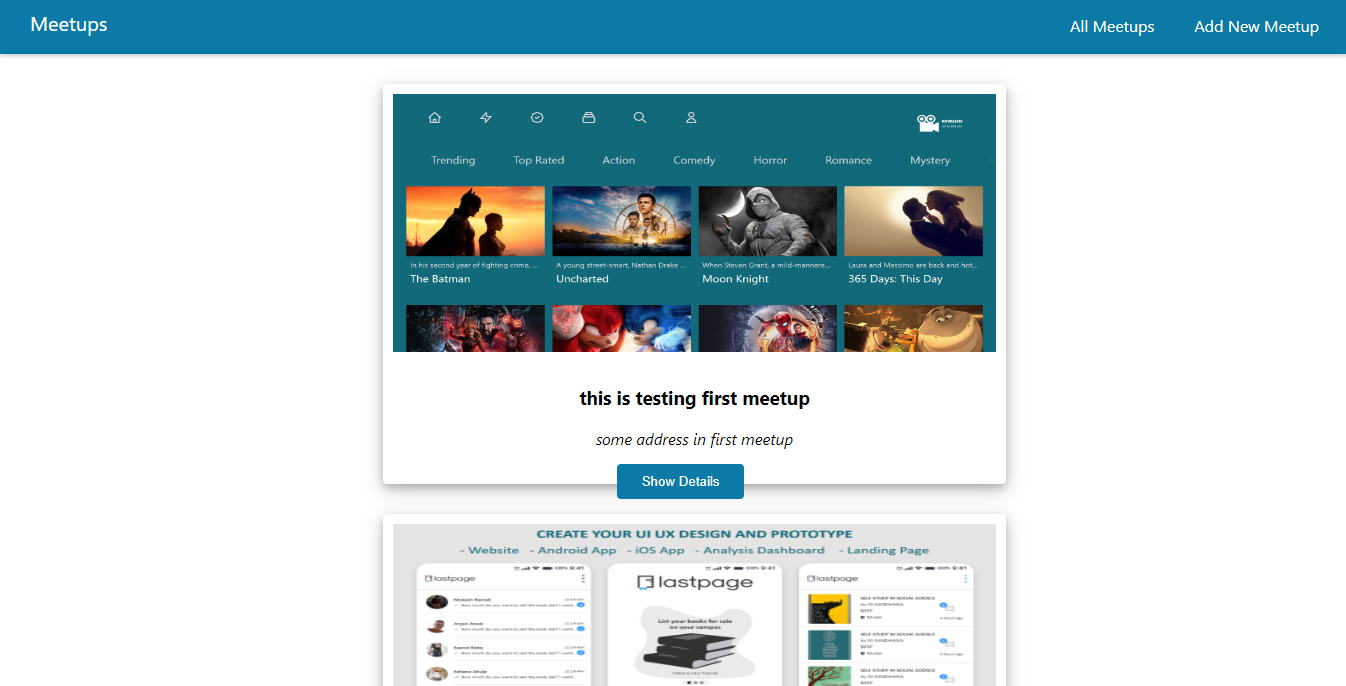 Meetups
All Meetups
Add New Meetup
Trending
Top Rated
Action
Comedy
Horror
Romance
Mystery
In his second year of fighting crime, ...
A young street-smart, Nathan Drake ...
When Steven Grant, a mild-mannere...
Laura and Massimo are back and hot...
The Batman
Uncharted
Moon Knight
365 Days: This Day
this is testing first meetup
some address in first meetup
Show Details
CREATE YOUR UI UX DESIGN AND PROTOTYPE
- Website - Android App - iOS App - Analysis Dashboard - Landing Page
lastpage
lastpage
lastpage
List your books for sale
on your campus
SELF STUDY IN SOCIAL SCIENCE
SELF STUDY IN SOCIAL SCIENCE
SELF STUDY IN SOCIAL SCIENCE